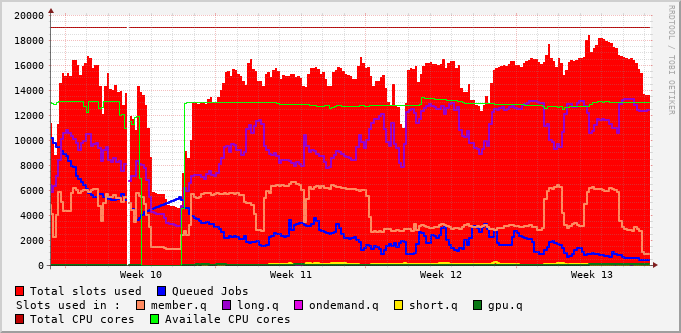 20000
18000
16000
14000
12000
10000
8000
6000
4000
2000
0
Week 10 Week 11 Week 12 Week 13
Total slots used Queued Jobs
Slots used in : member.q long.q ondemand.q short.q gpu.q
Total CPU cores Availale CPU cores
RRDTOOL / TOBI OETIKER